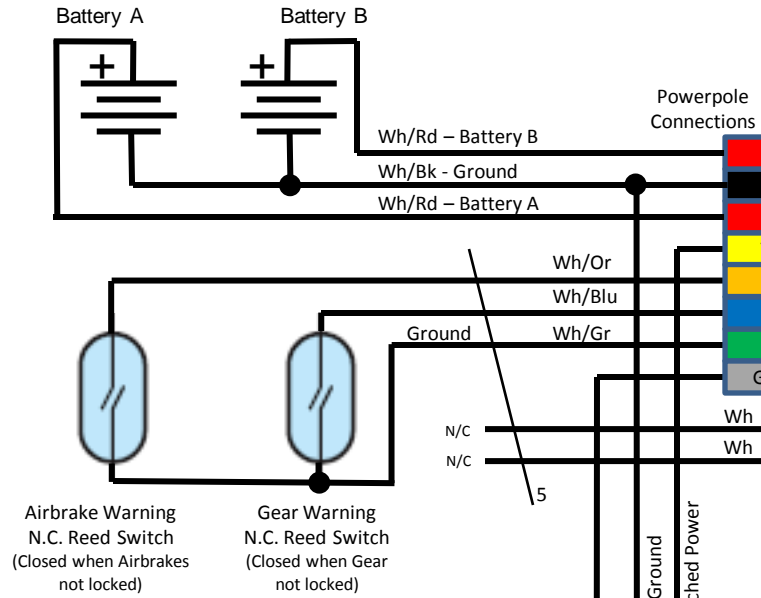 Battery A
Battery B
+
+
Powerpole
Connections
Wh/Rd – Battery B
Wh/Bk - Ground
Wh/Rd – Battery A
Wh/Or
Wh/Blu
Ground
Wh/Gr
G
Wh
N/C
Wh
N/C
5
Airbrake Warning
N.C. Reed Switch
(Closed when Airbrakes
not locked)
Gear Warning
N.C. Reed Switch
(Closed when Gear
not locked)
Ground
ched Power